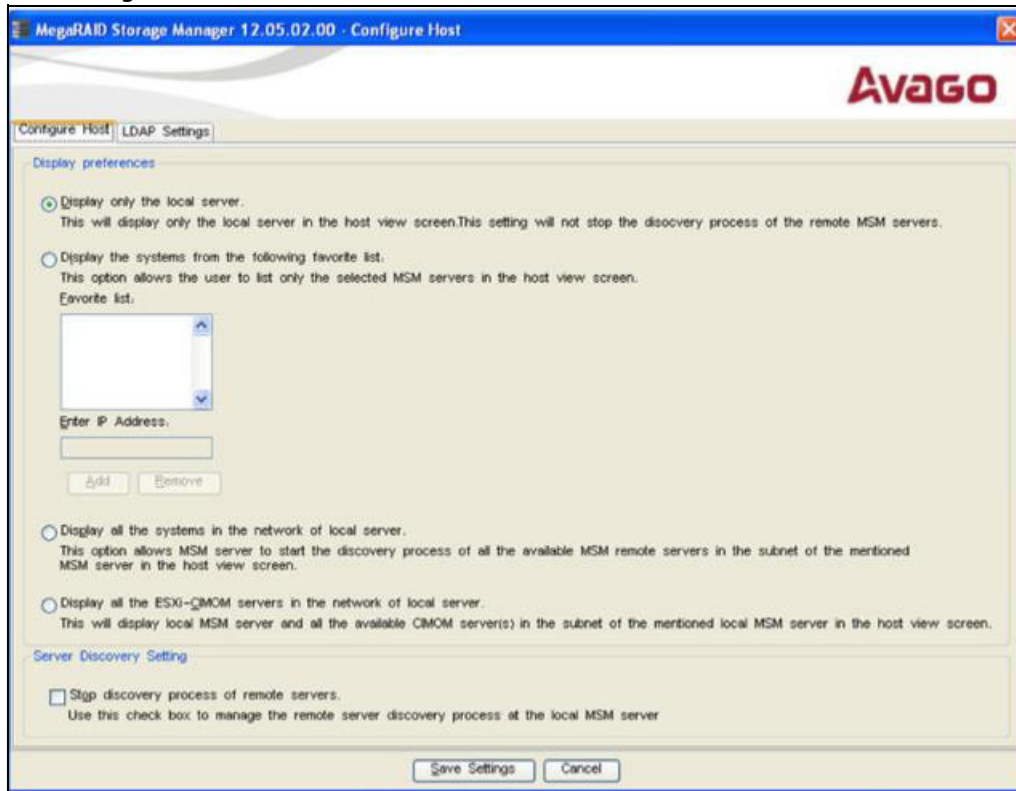 MegaRAID Storage Manager 12.05.02.00 - Configure Host
Avago
Configure Host
LDAP Settings
Display preferences
Display only the local server.
This will display only the local server in the host view screen.This setting will not stop the disocvery process of the remote MSM servers.
Display the systems from the following favorite list.
This option allows the user to list only the selected MSM servers in the host view screen.
Favorite list.
Enter IP Address.
Add
Remove
Display all the systems in the network of local server.
This option allows MSM server to start the discovery process of all the available MSM remote servers in the subnet of the mentioned
MSM server in the host view screen.
Display all the ESXi-CIMOM servers in the network of local server.
This will display local MSM server and all the available CIMOM server(s) in the subnet of the mentioned local MSM server in the host view screen.
Server Discovery Setting
Stop discovery process of remote servers.
Use this check box to manage the remote server discovery process at the local MSM server
Save Settings
Cancel